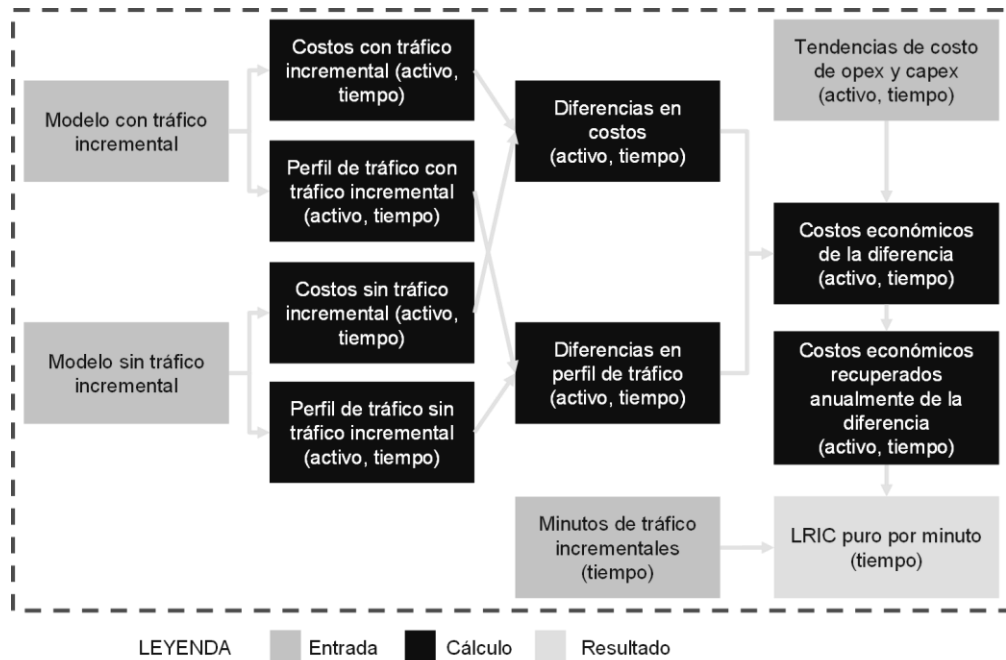 Modelo con tráfico
incremental
Costos con tráfico
incremental (activo,
tiempo)
Perfil de tráfico con
tráfico incremental
(activo, tiempo)
Modelo sin tráfico
incremental
Costos sin tráfico
incremental (activo,
tiempo)
Perfil de tráfico sin
tráfico incremental
(activo, tiempo)
Diferencias en
costos
(activo, tiempo)
Diferencias en
perfil de tráfico
(activo, tiempo)
Tendencias de costo
de opex y capex
(activo, tiempo)
Costos económicos
de la diferencia
(activo, tiempo)
Costos económicos
recuperados
anualmente de la
diferencia
(activo, tiempo)
Minutos de tráfico
incrementales
(tiempo)
LRIC puro por minuto
(tiempo)
LEYENDA Entrada Cálculo Resultado